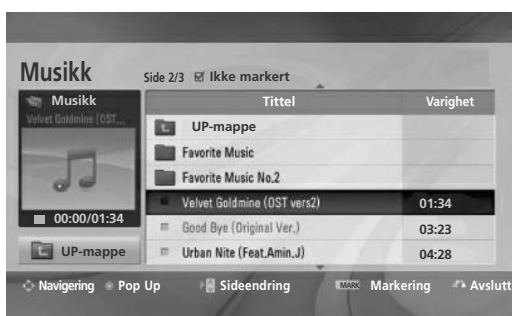 Musikk
Side 2/3 Ikke markert
Musikk
Velvet Goldmine (OST...
00:00/01:34
UP-mappe
Tittel Varighet
UP-mappe
Favorite Music
Favorite Music No.2
Velvet Goldmine (OST vers2) 01:34
Good Bye (Original Ver.) 03:23
Urban Nite (Feat.Amin.J) 04:28
Navigering Pop Up Sideendring MARK Markering Avslutt